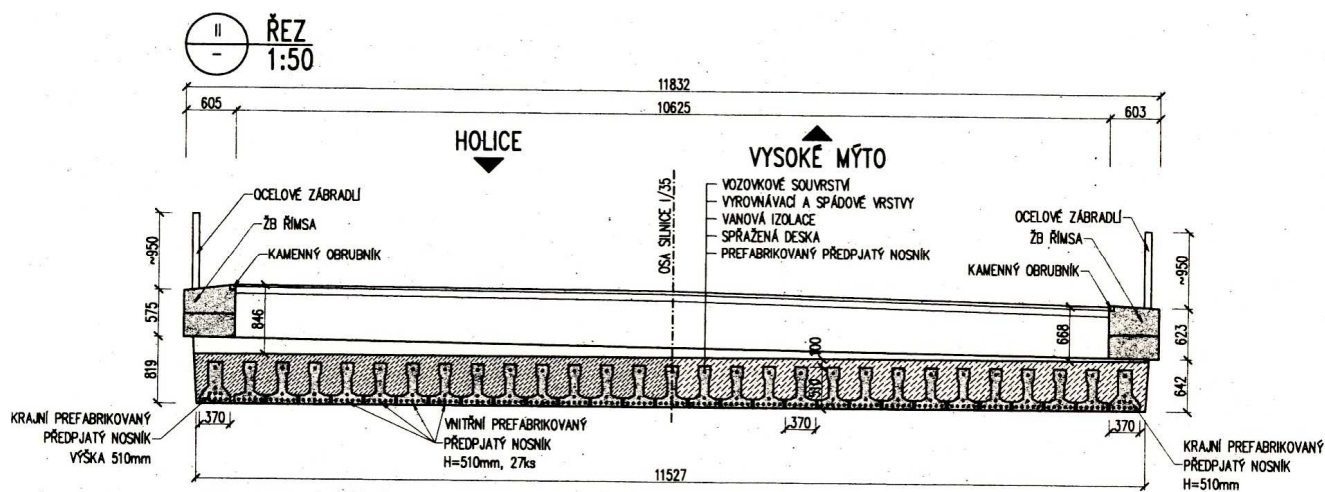 II
ŘEZ
–
1:50
11832
605
10625
603
HOLICE
VYSOKÉ MÝTO
OSA SILNICE I/35
VOZOVKOVÉ SOUVRSTVÍ
VYROVNÁVACÍ A SPÁDOVÉ VRSTVY
VANOVÁ IZOLACE
SPŘAŽENÁ DESKA
PREFABRIKOVANÝ PŘEDPJATÝ NOSNÍK
OCELOVÉ ZÁBRADLÍ
ŽB ŘÍMSA
KAMENNÝ OBRUBNÍK
OCELOVÉ ZÁBRADLÍ
ŽB ŘÍMSA
KAMENNÝ OBRUBNÍK
~950
575
819
846
~950
623
642
668
100
510
370
370
370
KRAJNÍ PREFABRIKOVANÝ
PŘEDPJATÝ NOSNÍK
VÝŠKA 510mm
VNITŘNÍ PREFABRIKOVANÝ
PŘEDPJATÝ NOSNÍK
H=510mm, 27ks
KRAJNÍ PREFABRIKOVANÝ
PŘEDPJATÝ NOSNÍK
H=510mm
11527